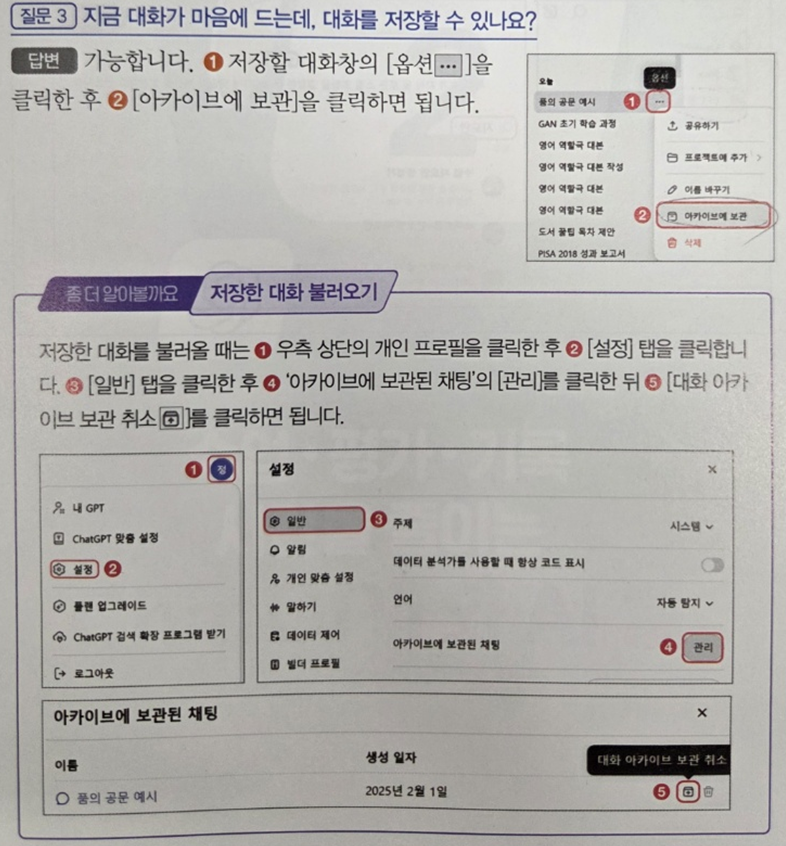 질문 3 지금 대화가 마음에 드는데, 대화를 저장할 수 있나요?
답변 가능합니다. ❶ 저장할 대화창의 [옵션 ···]을
클릭한 후 ❷ [아카이브에 보관]을 클릭하면 됩니다.
오늘
옵션
품의 공문 예시 ❶ ···
GAN 초기 학습 과정
영어 역할극 대본
영어 역할극 대본 작성
영어 역할극 대본
영어 역할극 대본
도서 꿀팁 목차 제안
PISA 2018 성과 보고서
공유하기
프로젝트에 추가 >
이름 바꾸기
❷ 아카이브에 보관
삭제
좀 더 알아볼까요 저장한 대화 불러오기
저장한 대화를 불러올 때는 ❶ 우측 상단의 개인 프로필을 클릭한 후 ❷ [설정] 탭을 클릭합니
다. ❸ [일반] 탭을 클릭한 후 ❹ ‘아카이브에 보관된 채팅’의 [관리]를 클릭한 뒤 ❺ [대화 아카
이브 보관 취소]를 클릭하면 됩니다.
❶ 정
내 GPT
ChatGPT 맞춤 설정
설정 ❷
플랜 업그레이드
ChatGPT 검색 확장 프로그램 받기
로그아웃
설정 ×
일반 ❸
알림
개인 맞춤 설정
말하기
데이터 제어
빌더 프로필
주제 시스템
데이터 분석가를 사용할 때 항상 코드 표시
언어 자동 탐지
아카이브에 보관된 채팅 ❹ 관리
아카이브에 보관된 채팅 ×
이름 생성 일자 대화 아카이브 보관 취소
품의 공문 예시 2025년 2월 1일 ❺